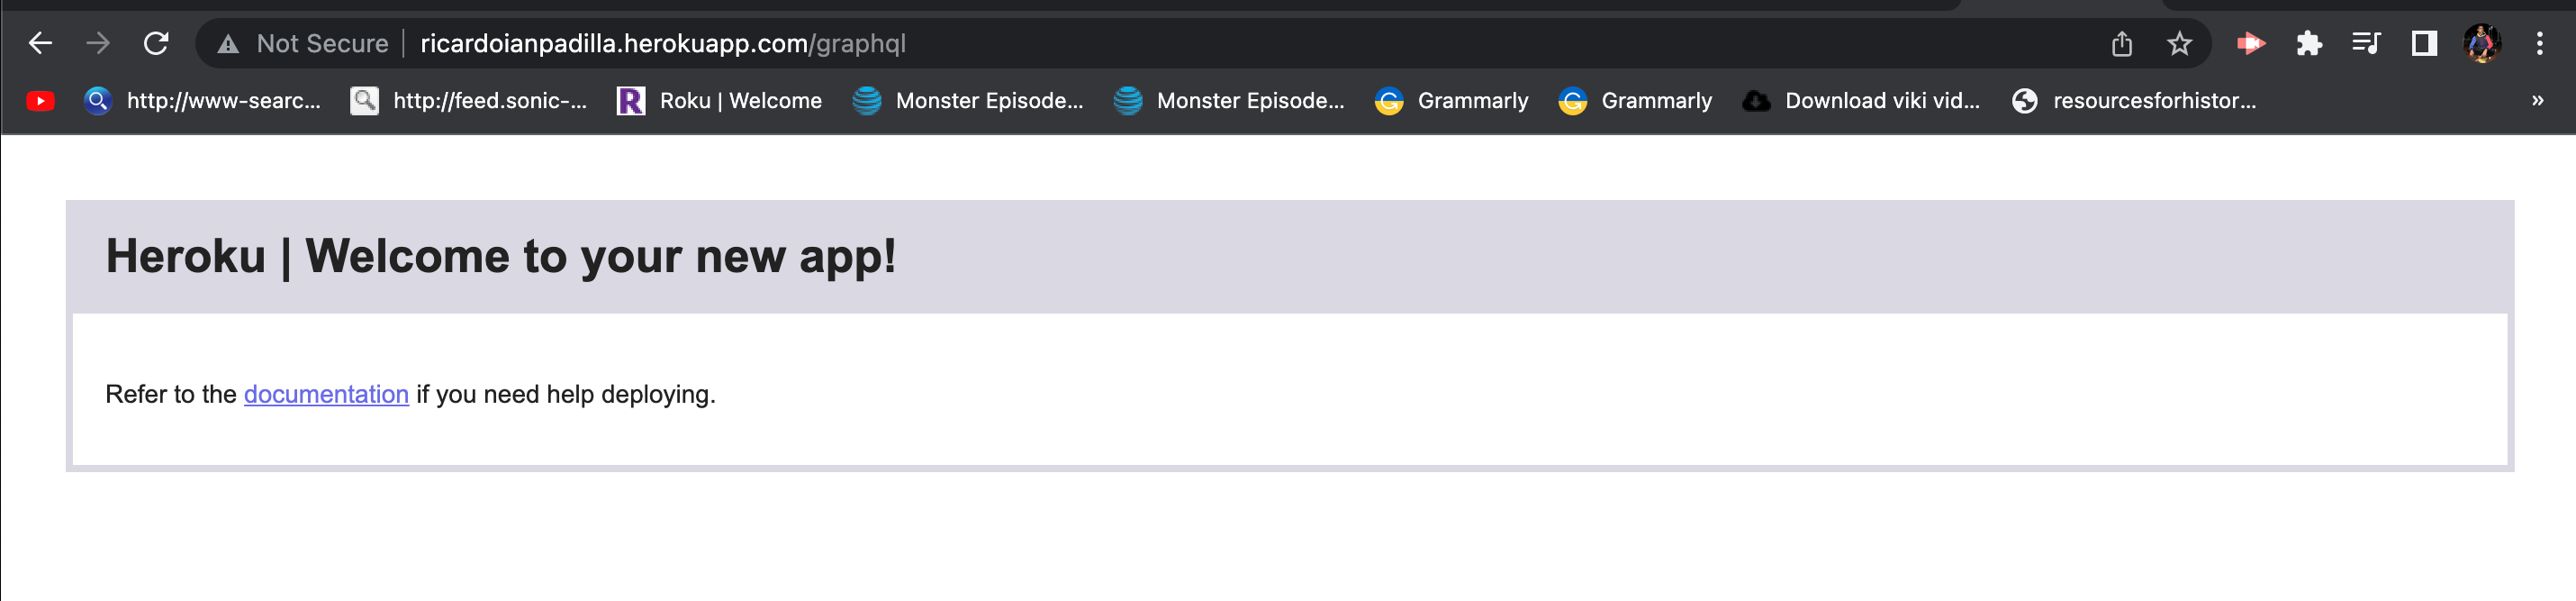 Not Secure | ricardoianpadilla.herokuapp.com/graphql
http://www-searc... http://feed.sonic-... R Roku | Welcome Monster Episode... Monster Episode... Grammarly Grammarly Download viki vid... resourcesforhistor... »
Heroku | Welcome to your new app!
Refer to the documentation if you need help deploying.